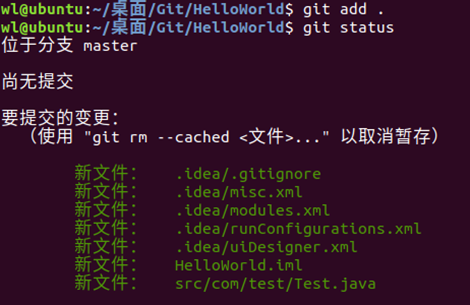 wl@ubuntu:~/桌面/Git/HelloWorld$ git add .
wl@ubuntu:~/桌面/Git/HelloWorld$ git status
位于分支 master
尚无提交
要提交的变更：
（使用 "git rm --cached <文件>..." 以取消暂存）
新文件： .idea/.gitignore
新文件： .idea/misc.xml
新文件： .idea/modules.xml
新文件： .idea/runConfigurations.xml
新文件： .idea/uiDesigner.xml
新文件： HelloWorld.iml
新文件： src/com/test/Test.java